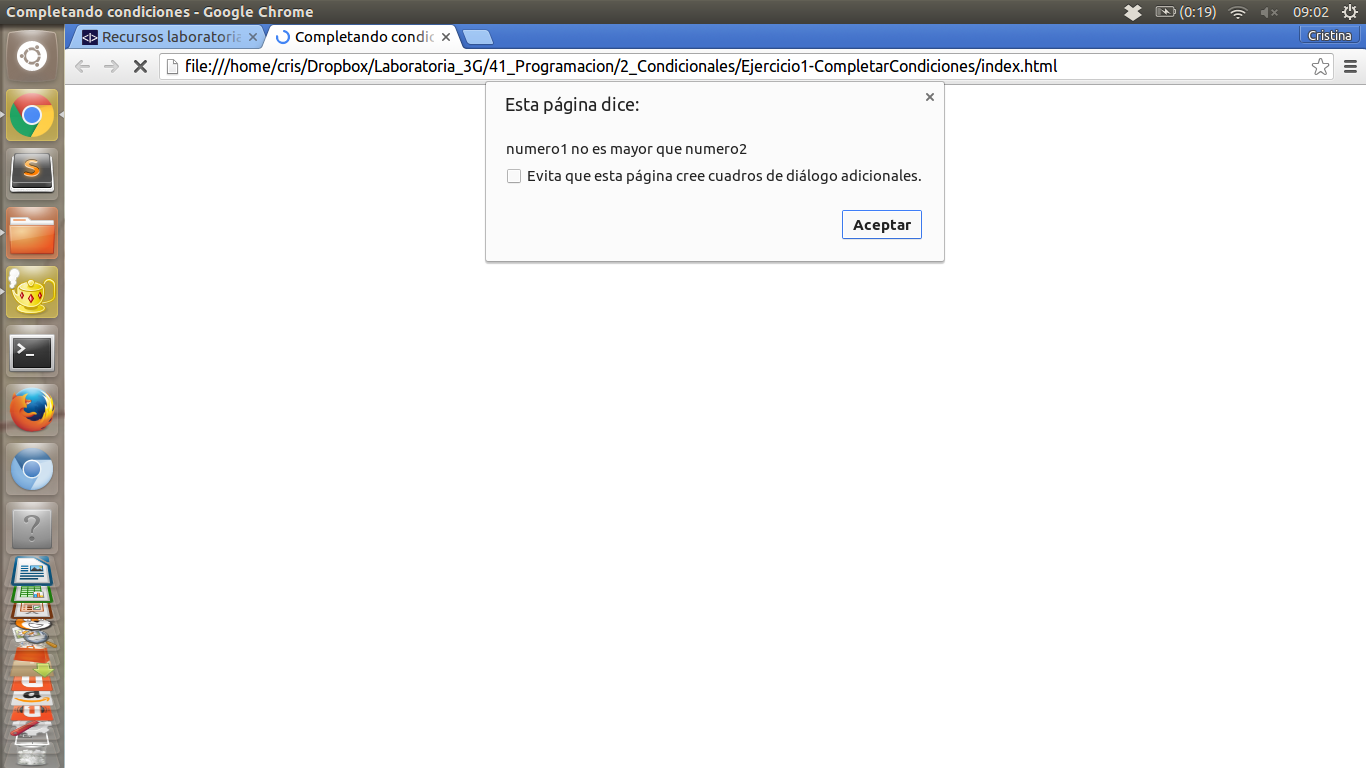 Completando condiciones - Google Chrome
(0:19)
09:02
Recursos laboratoria
Completando condic
Cristina
file:///home/cris/Dropbox/Laboratoria_3G/41_Programacion/2_Condicionales/Ejercicio1-CompletarCondiciones/index.html
Esta página dice:
numero1 no es mayor que numero2
Evita que esta página cree cuadros de diálogo adicionales.
Aceptar